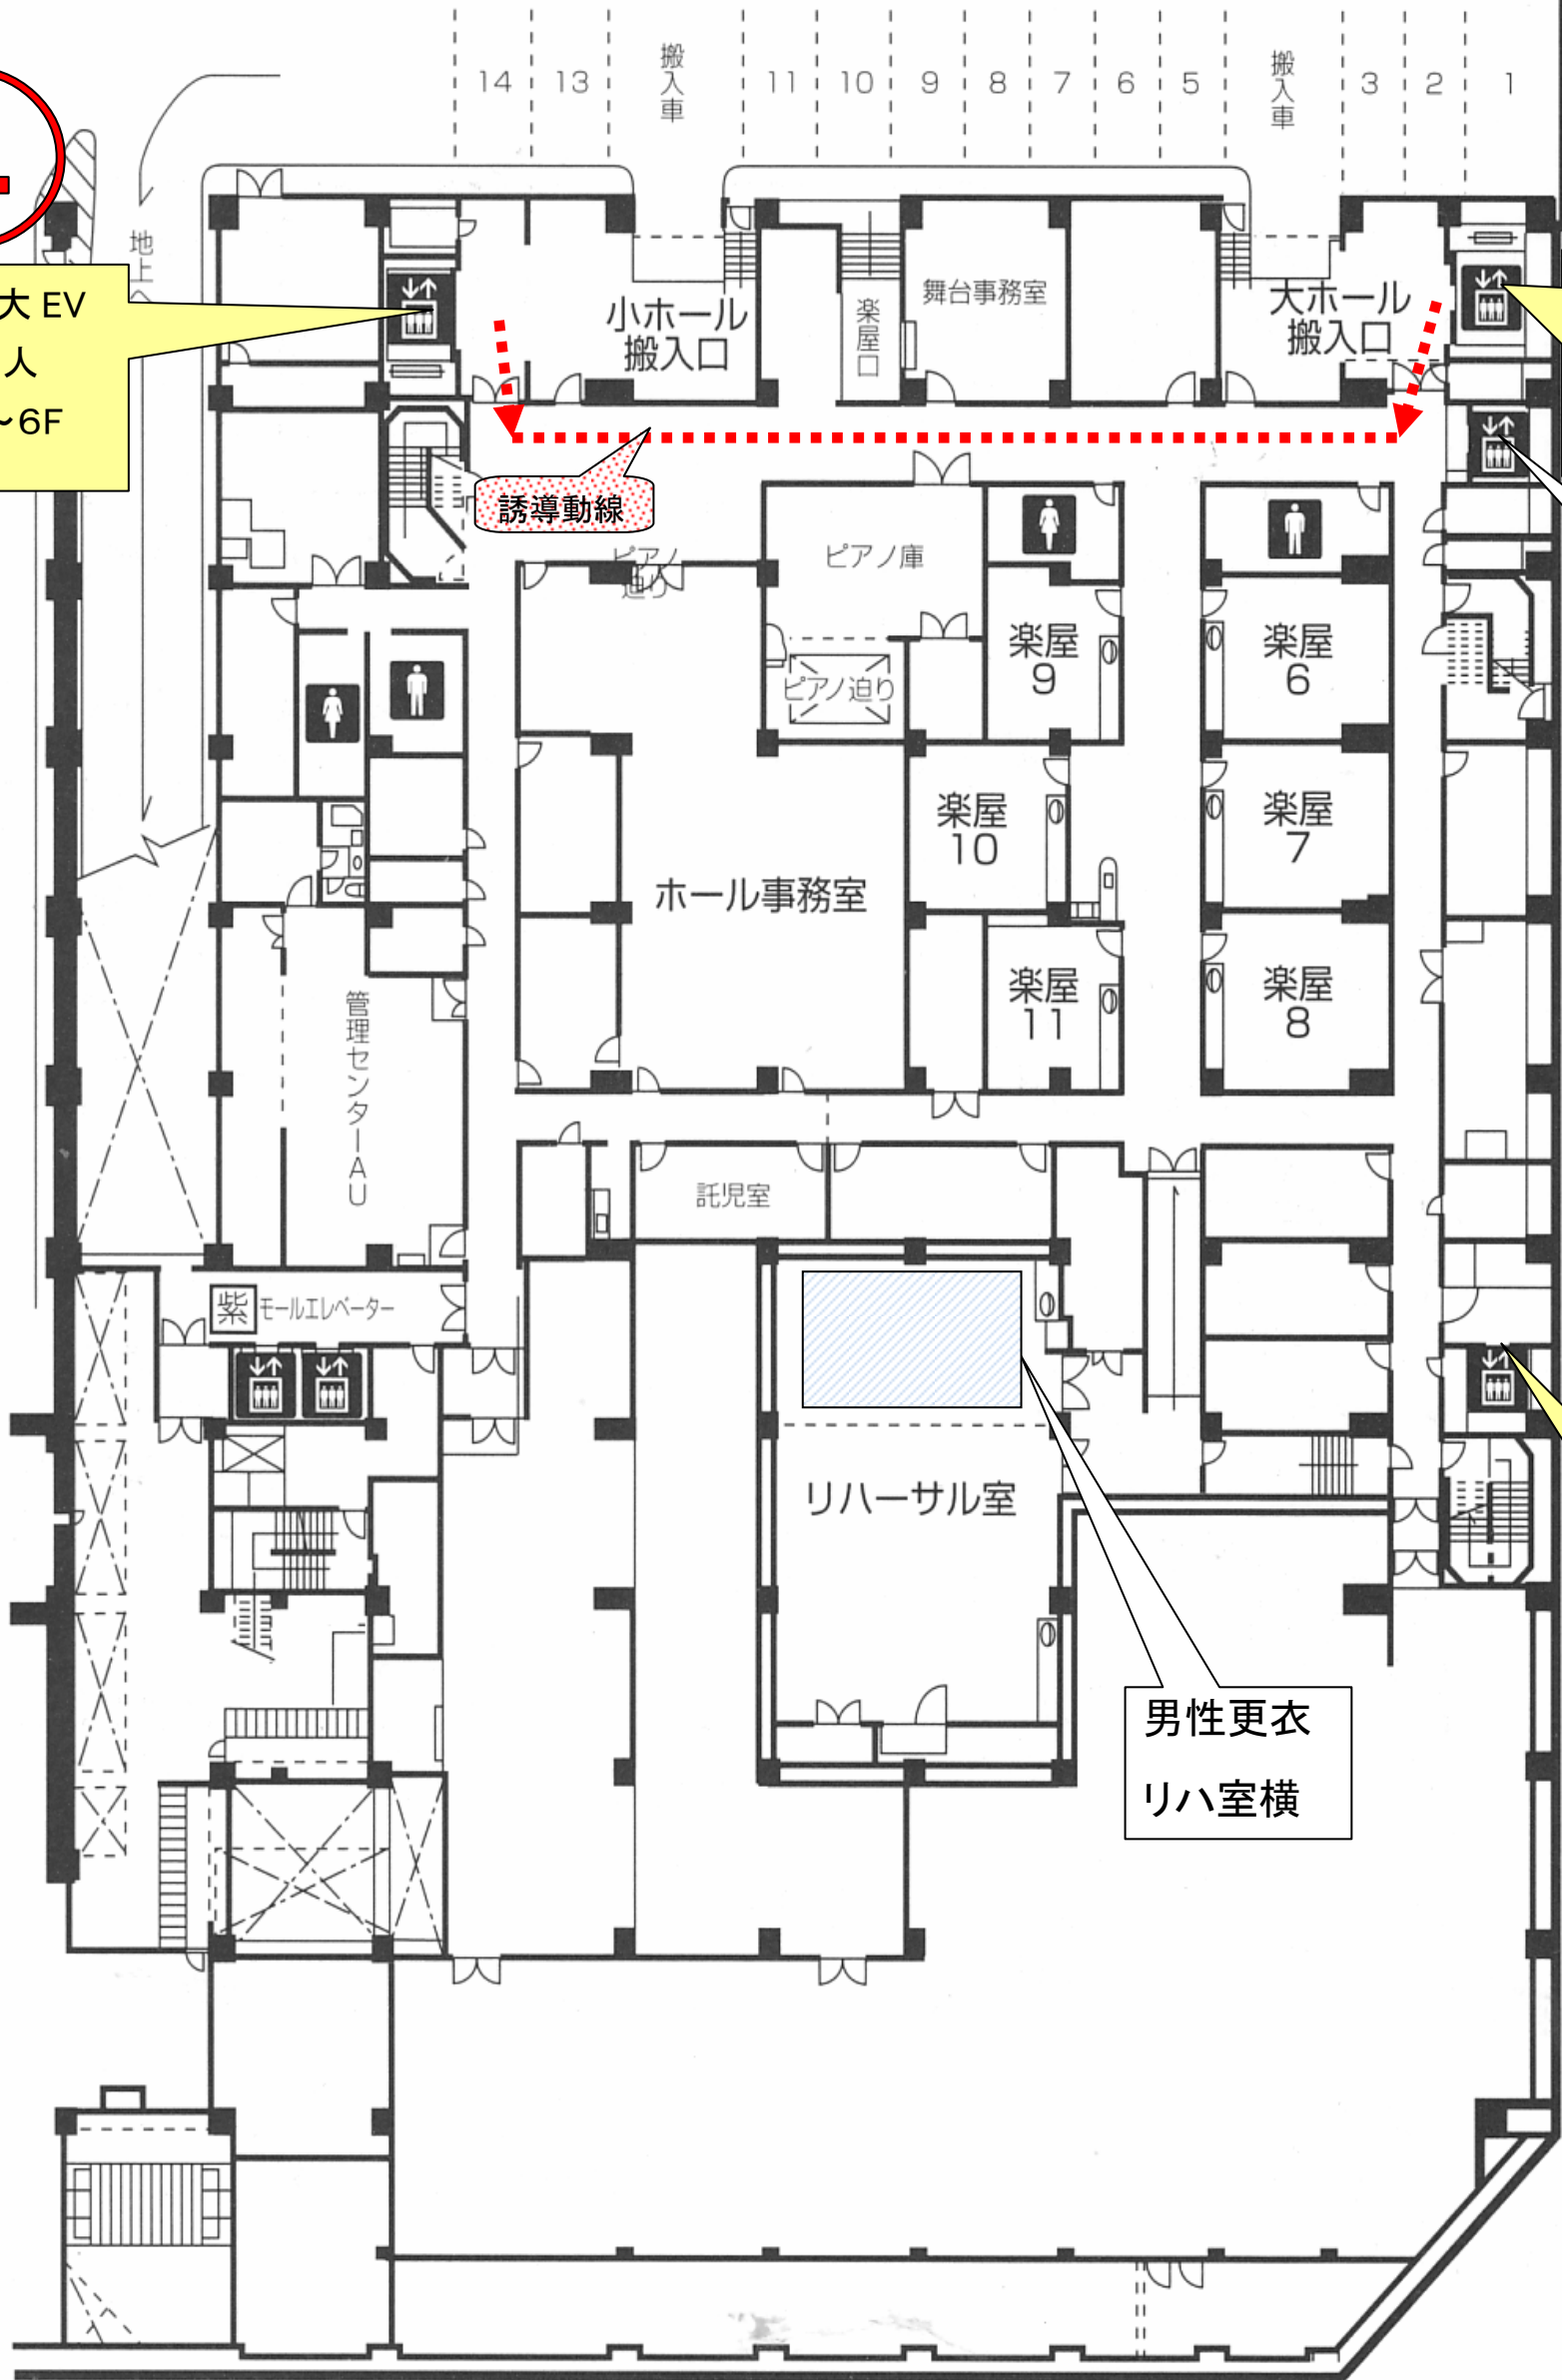 14
13
搬入車
11
10
9
8
7
6
5
搬入車
3
2
1
地上
大 EV
人
~6F
小ホール
搬入口
楽屋口
舞台事務室
大ホール
搬入口
誘導動線
ピアノ
迫り
ピアノ庫
ピアノ迫り
楽屋
9
楽屋
6
楽屋
10
楽屋
7
ホール事務室
楽屋
11
楽屋
8
管理センターAU
託児室
紫 モールエレベーター
リハーサル室
男性更衣
リハ室横